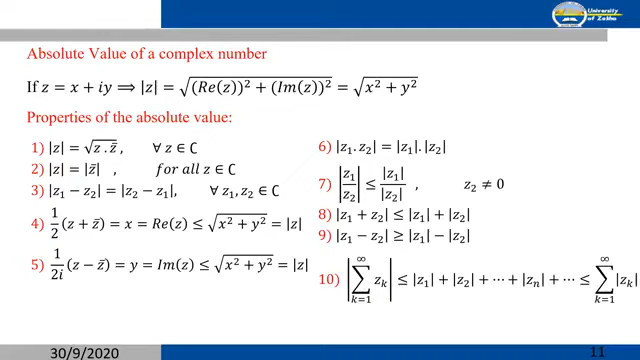 University
of Zakho
Absolute Value of a complex number
If z = x + iy ⟹ |z| = √((Re(z))² + (Im(z))²) = √(x² + y²)
Properties of the absolute value:
1) |z| = √(z . z̄) , ∀ z ∈ ℂ
2) |z| = |z̄| , for all z ∈ ℂ
3) |z₁ − z₂| = |z₂ − z₁|, ∀ z₁, z₂ ∈ ℂ
4) 1/2 (z + z̄) = x = Re(z) ≤ √(x² + y²) = |z|
5) 1/2i (z − z̄) = y = Im(z) ≤ √(x² + y²) = |z|
6) |z₁. z₂| = |z₁|. |z₂|
7) |z₁/z₂| ≤ |z₁|/|z₂| , z₂ ≠ 0
8) |z₁ + z₂| ≤ |z₁| + |z₂|
9) |z₁ − z₂| ≥ |z₁| − |z₂|
10) |∑_{k=1}^{∞} z_k| ≤ |z₁| + |z₂| + ⋯ + |z_n| + ⋯ ≤ ∑_{k=1}^{∞} |z_k|
30/9/2020
11